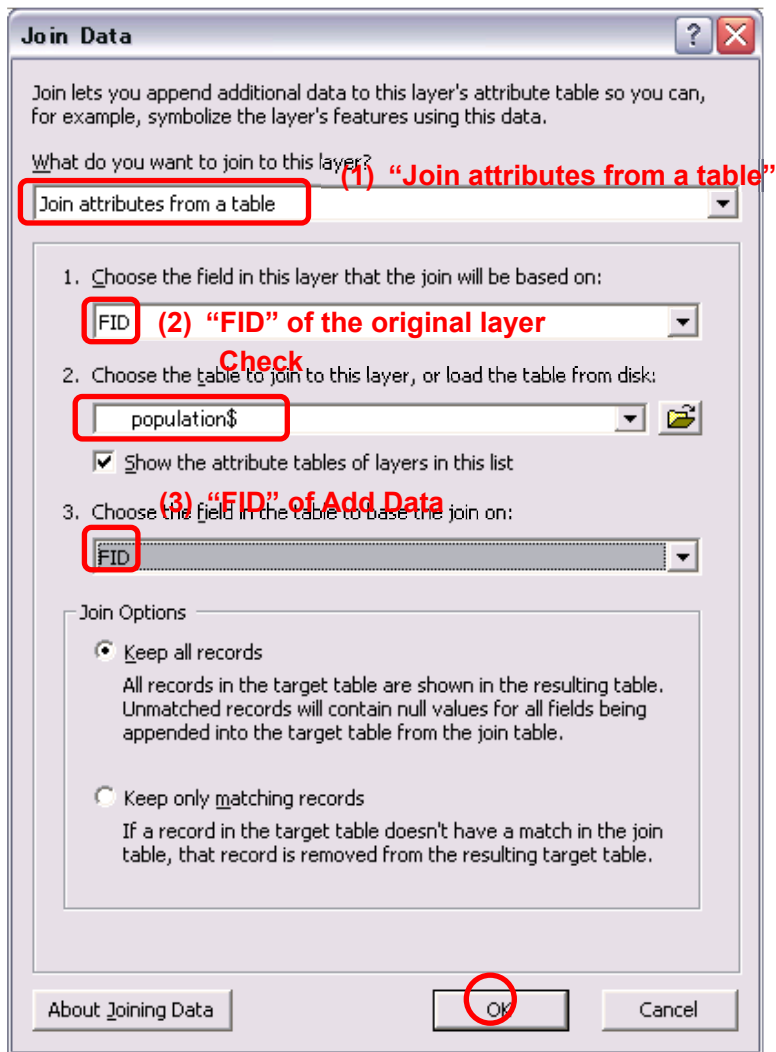 Join Data
Join lets you append additional data to this layer's attribute table so you can,
for example, symbolize the layer's features using this data.
What do you want to join to this layer?
(1) “Join attributes from a table”
Join attributes from a table
1. Choose the field in this layer that the join will be based on:
FID
(2) “FID” of the original layer
Check
2. Choose the table to join to this layer, or load the table from disk:
population$
Show the attribute tables of layers in this list
(3) “FID” of Add Data
3. Choose the field in the table to base the join on:
FID
Join Options
Keep all records
All records in the target table are shown in the resulting table.
Unmatched records will contain null values for all fields being
appended into the target table from the join table.
Keep only matching records
If a record in the target table doesn't have a match in the join
table, that record is removed from the resulting target table.
About Joining Data
OK
Cancel